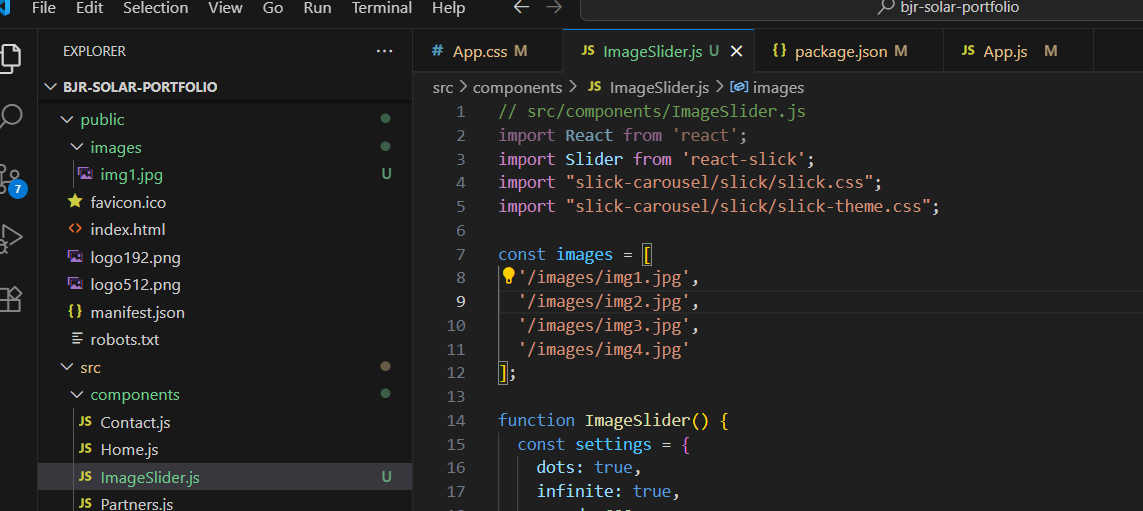 File Edit Selection View Go Run Terminal Help
bjr-solar-portfolio
EXPLORER
BJR-SOLAR-PORTFOLIO
public
images
img1.jpg U
favicon.ico
index.html
logo192.png
logo512.png
manifest.json
robots.txt
src
components
Contact.js
Home.js
ImageSlider.js U
Partners.js
7
# App.css M
JS ImageSlider.js U
{} package.json M
JS App.js M
src > components > JS ImageSlider.js > images
1 // src/components/ImageSlider.js
2 import React from 'react';
3 import Slider from 'react-slick';
4 import "slick-carousel/slick/slick.css";
5 import "slick-carousel/slick/slick-theme.css";
6
7 const images = [
8 '/images/img1.jpg',
9 '/images/img2.jpg',
10 '/images/img3.jpg',
11 '/images/img4.jpg'
12 ];
13
14 function ImageSlider() {
15 const settings = {
16 dots: true,
17 infinite: true,